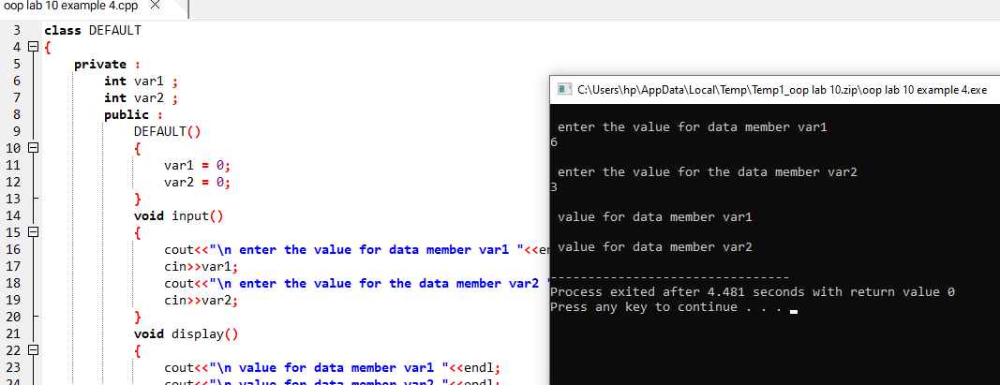 oop lab 10 example 4.cpp
3 class DEFAULT
4 {
5 private :
6 int var1 ;
7 int var2 ;
8 public :
9 DEFAULT()
10 {
11 var1 = 0;
12 var2 = 0;
13 }
14 void input()
15 {
16 cout<<"\n enter the value for data member var1 "<<en
17 cin>>var1;
18 cout<<"\n enter the value for the data member var2 "
19 cin>>var2;
20 }
21 void display()
22 {
23 cout<<"\n value for data member var1 "<<endl;
24 cout<<"\n value for data member var2 "<<endl;
C:\Users\hp\AppData\Local\Temp\Temp1_oop lab 10.zip\oop lab 10 example 4.exe
enter the value for data member var1
6
enter the value for the data member var2
3
value for data member var1
value for data member var2
--------------------------------
Process exited after 4.481 seconds with return value 0
Press any key to continue . . .